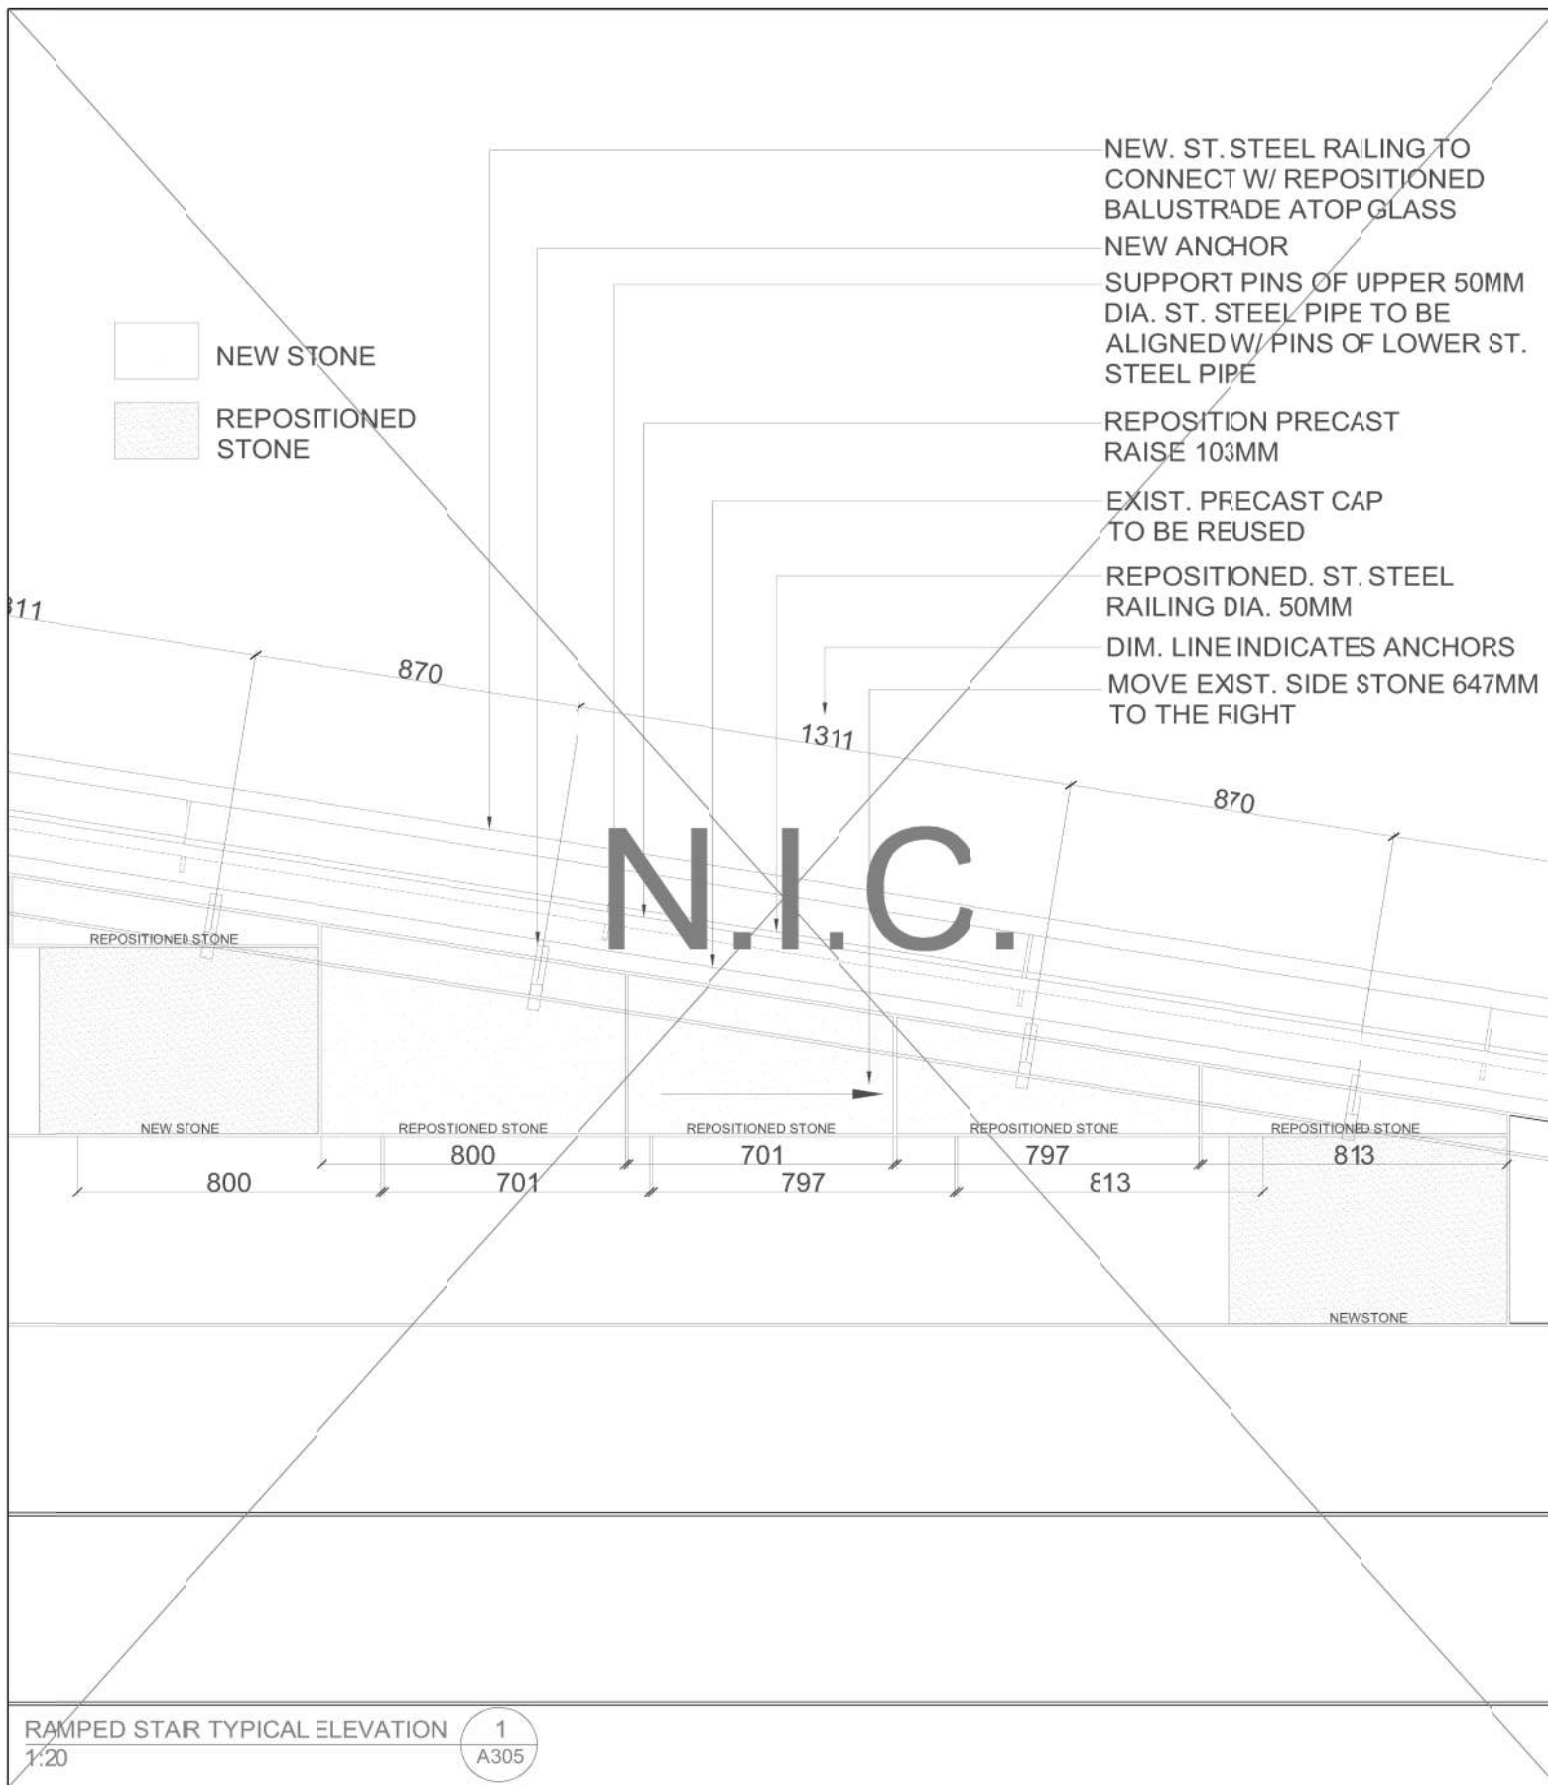 NEW. ST. STEEL RAILING TO
CONNECT W/ REPOSITIONED
BALUSTRADE ATOP GLASS
NEW ANCHOR
SUPPORT PINS OF UPPER 50MM
DIA. ST. STEEL PIPE TO BE
ALIGNED W/ PINS OF LOWER ST.
STEEL PIPE
NEW STONE
REPOSITIONED
STONE
REPOSITION PRECAST
RAISE 103MM
EXIST. PRECAST CAP
TO BE REUSED
REPOSITIONED. ST. STEEL
RAILING DIA. 50MM
DIM. LINE INDICATES ANCHORS
MOVE EXIST. SIDE STONE 647MM
TO THE RIGHT
311
870
1311
870
N.I.C.
REPOSITIONED STONE
NEW STONE
REPOSTIONED STONE
REPOSITIONED STONE
REPOSITIONED STONE
REPOSITIONED STONE
800
701
797
813
800
701
797
813
NEWSTONE
RAMPED STAIR TYPICAL ELEVATION
1:20
1
A305